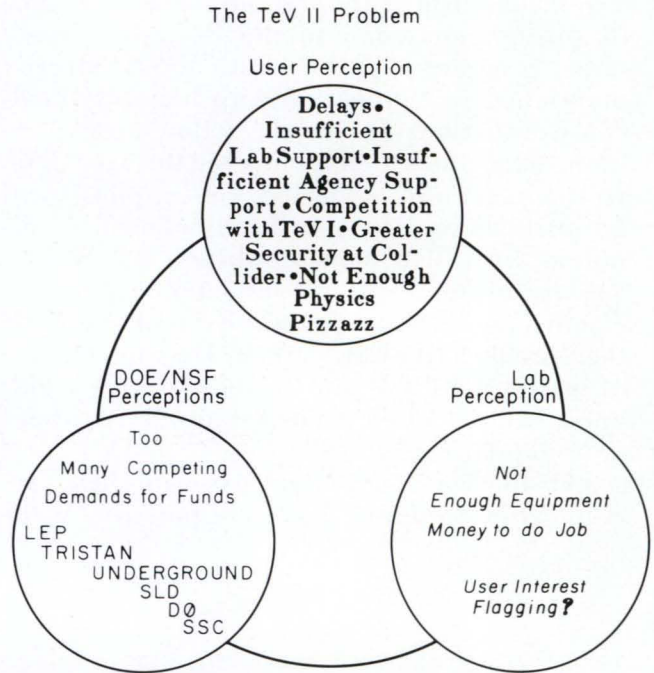 The TeV II Problem
User Perception
Delays•
Insufficient
Lab Support•Insuf-
ficient Agency Sup-
port•Competition
with TeV I•Greater
Security at Col-
lider•Not Enough
Physics
Pizzazz
DOE/NSF
Perceptions
Too
Many Competing
Demands for Funds
LEP
TRISTAN
UNDERGROUND
SLD
DØ
SSC
Lab
Perception
Not
Enough Equipment
Money to do Job
User Interest
Flagging?